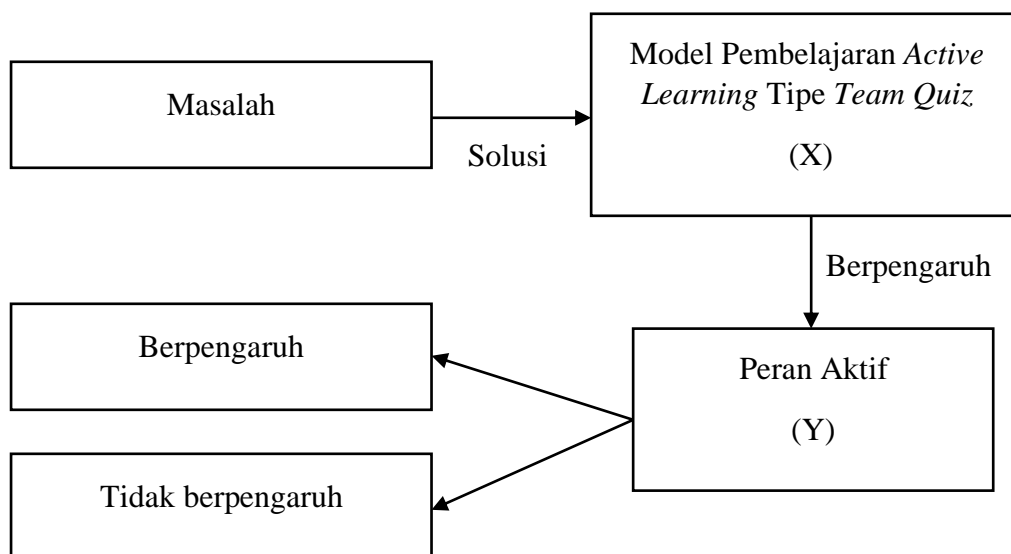 Masalah
Solusi
Model Pembelajaran Active
Learning Tipe Team Quiz
(X)
Berpengaruh
Peran Aktif
(Y)
Berpengaruh
Tidak berpengaruh